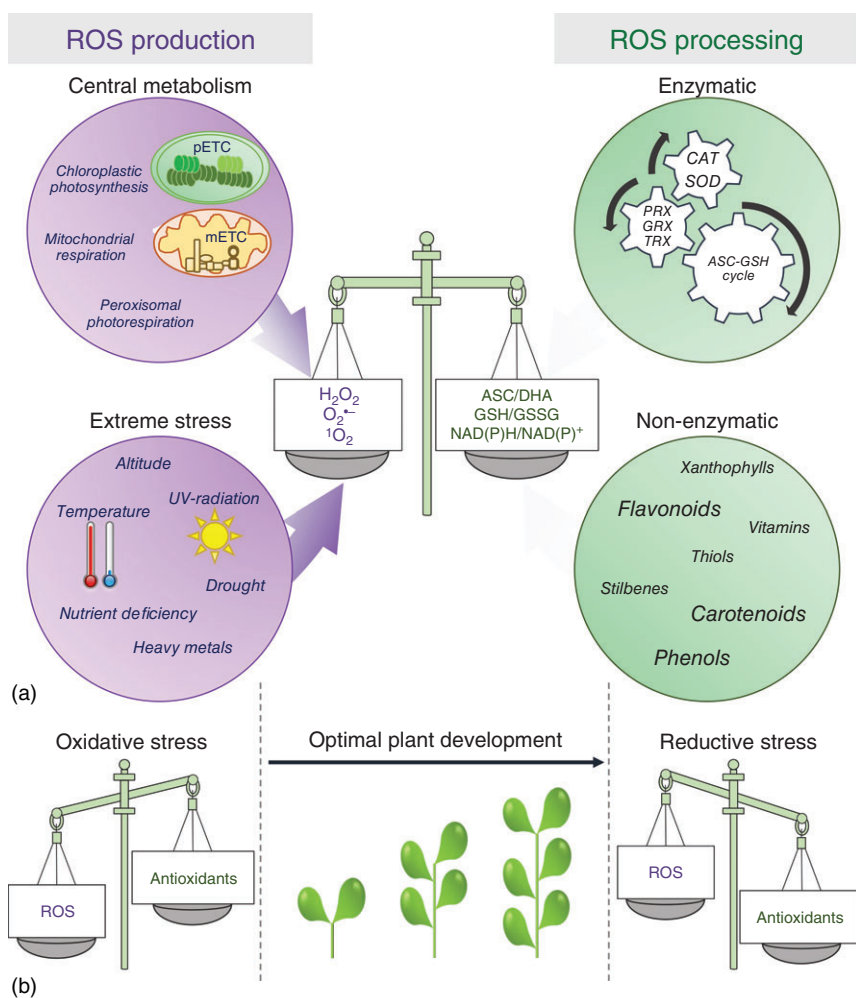 ROS production
ROS processing
Central metabolism
Enzymatic
pETC
Chloroplastic
photosynthesis
mETC
Mitochondrial
respiration
Peroxisomal
photorespiration
CAT
SOD
PRX
GRX
TRX
ASC-GSH
cycle
H₂O₂
O₂•−
¹O₂
ASC/DHA
GSH/GSSG
NAD(P)H/NAD(P)⁺
Extreme stress
Non-enzymatic
Altitude
UV-radiation
Temperature
Drought
Nutrient deficiency
Heavy metals
Xanthophylls
Flavonoids
Vitamins
Thiols
Stilbenes
Carotenoids
Phenols
(a)
Oxidative stress
Optimal plant development
Reductive stress
ROS
Antioxidants
ROS
Antioxidants
(b)